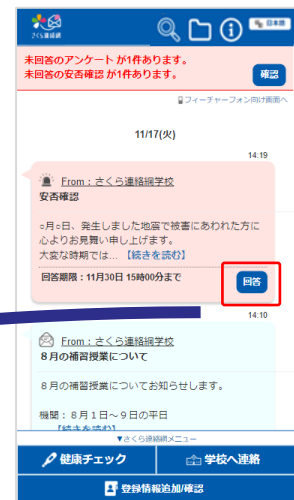 さくら連絡網
日本語
未回答のアンケート が1件あります。
未回答の安否確認 が1件あります。
確認
フィーチャーフォン向け画面へ
11/17(火)
14:19
From：さくら連絡網学校
安否確認
○月○日、発生しました地震で被害にあわれた方に
心よりお見舞い申し上げます。
大変な時期では...【続きを読む】
回答期限：11月30日 15時00分まで
回答
14:10
From：さくら連絡網学校
８月の補習授業について
８月の補習授業についてお知らせします。
機関：８月１日～９日の平日
【続きを読む】
▼さくら連絡網メニュー
健康チェック
学校へ連絡
登録情報追加/確認